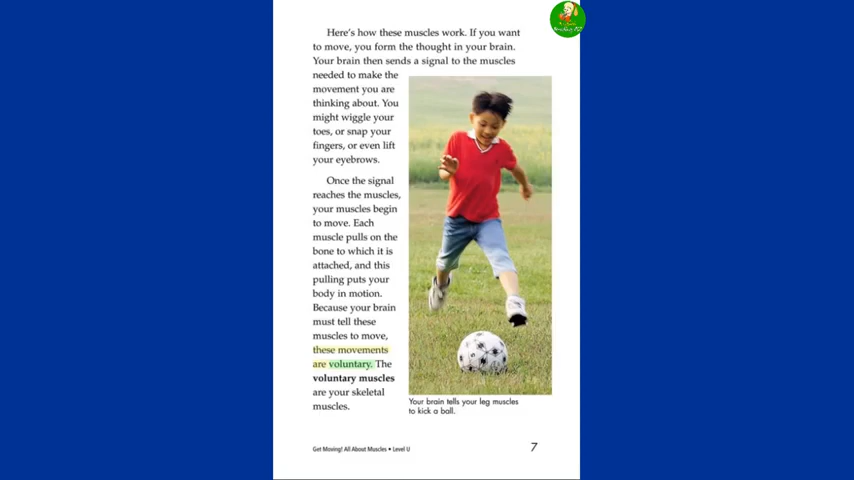 Here's how these muscles work. If you want
to move, you form the thought in your brain.
Your brain then sends a signal to the muscles
needed to make the
movement you are
thinking about. You
might wiggle your
toes, or snap your
fingers, or even lift
your eyebrows.
Once the signal
reaches the muscles,
your muscles begin
to move. Each
muscle pulls on the
bone to which it is
attached, and this
pulling puts your
body in motion.
Because your brain
must tell these
muscles to move,
these movements
are voluntary. The
voluntary muscles
are your skeletal
muscles.
Your brain tells your leg muscles
to kick a ball.
Get Moving! All About Muscles • Level U
7